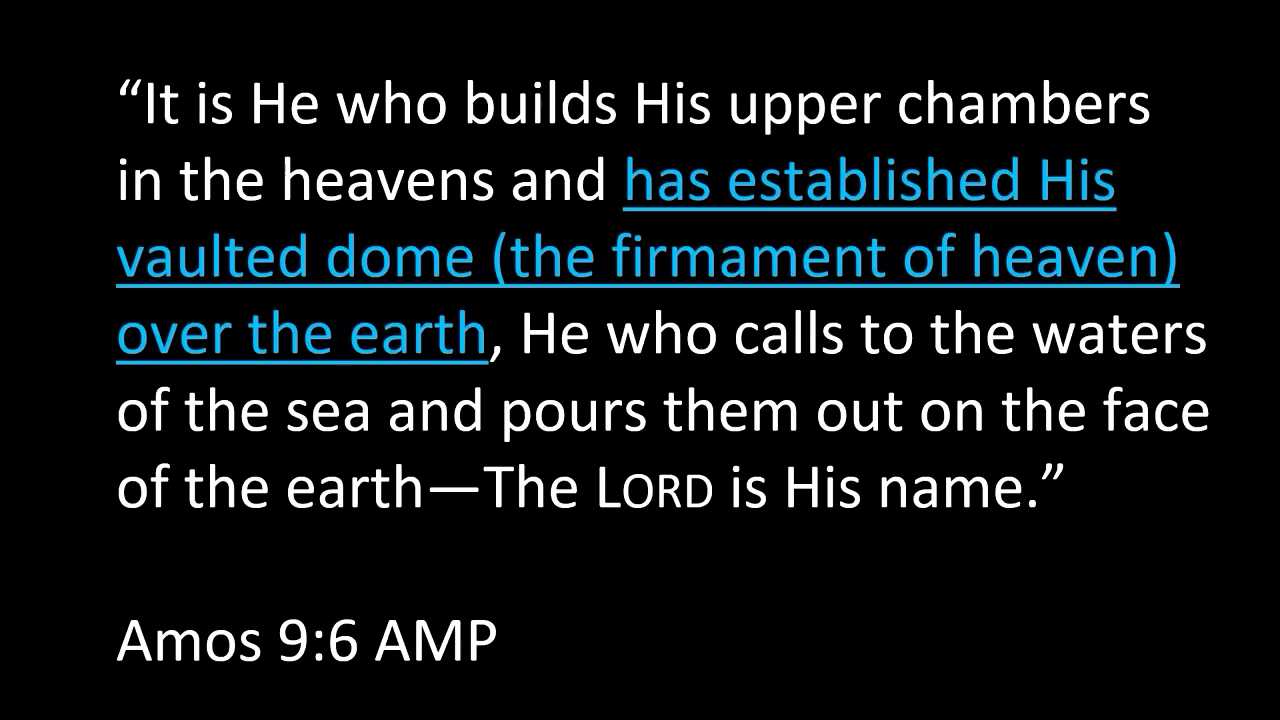 “It is He who builds His upper chambers
in the heavens and has established His
vaulted dome (the firmament of heaven)
over the earth, He who calls to the waters
of the sea and pours them out on the face
of the earth—The LORD is His name.”
Amos 9:6 AMP